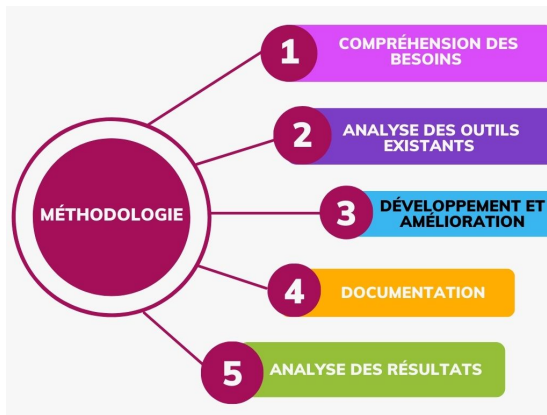 MÉTHODOLOGIE
1
COMPRÉHENSION DES
BESOINS
2
ANALYSE DES OUTILS
EXISTANTS
3
DÉVELOPPEMENT ET
AMÉLIORATION
4
DOCUMENTATION
5
ANALYSE DES RÉSULTATS